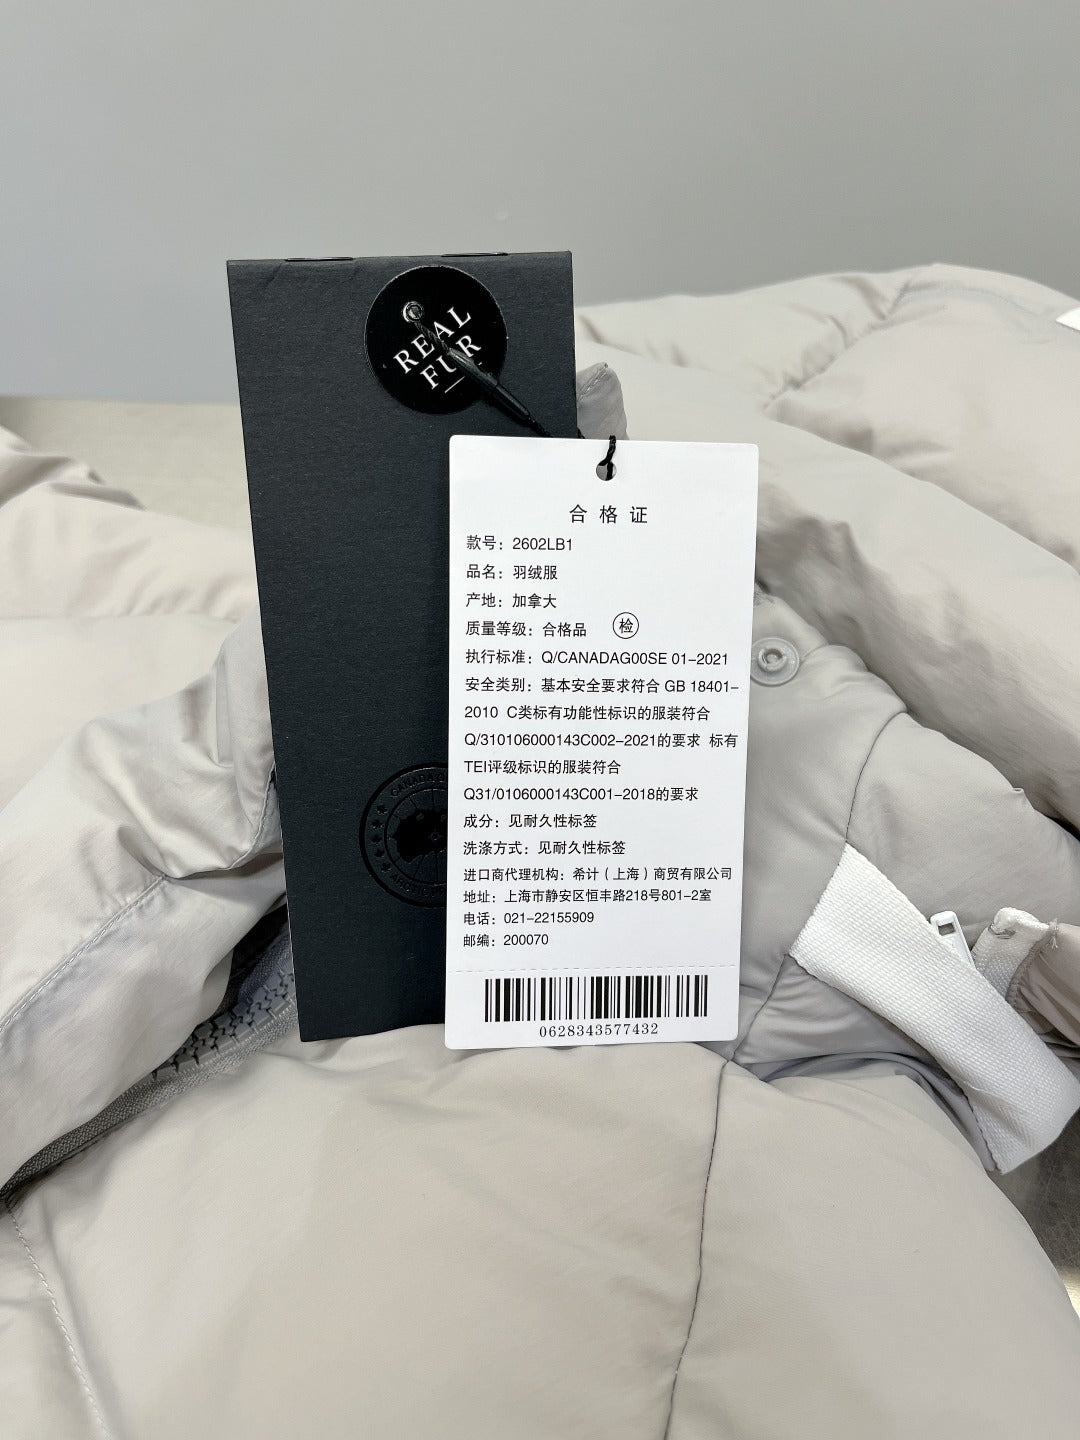 REAL
FUR
合格证
款号：2602LB1
品名：羽绒服
产地：加拿大
质量等级：合格品 检
执行标准：Q/CANADAG00SE 01-2021
安全类别：基本安全要求符合 GB 18401-
2010 C类标有功能性标识的服装符合
Q/310106000143C002-2021的要求 标有
TEI评级标识的服装符合
Q31/0106000143C001-2018的要求
成分：见耐久性标签
洗涤方式：见耐久性标签
进口商代理机构：希计（上海）商贸有限公司
地址：上海市静安区恒丰路218号801-2室
电话：021-22155909
邮编：200070
0628343577432
CANADA G
ARCTIC